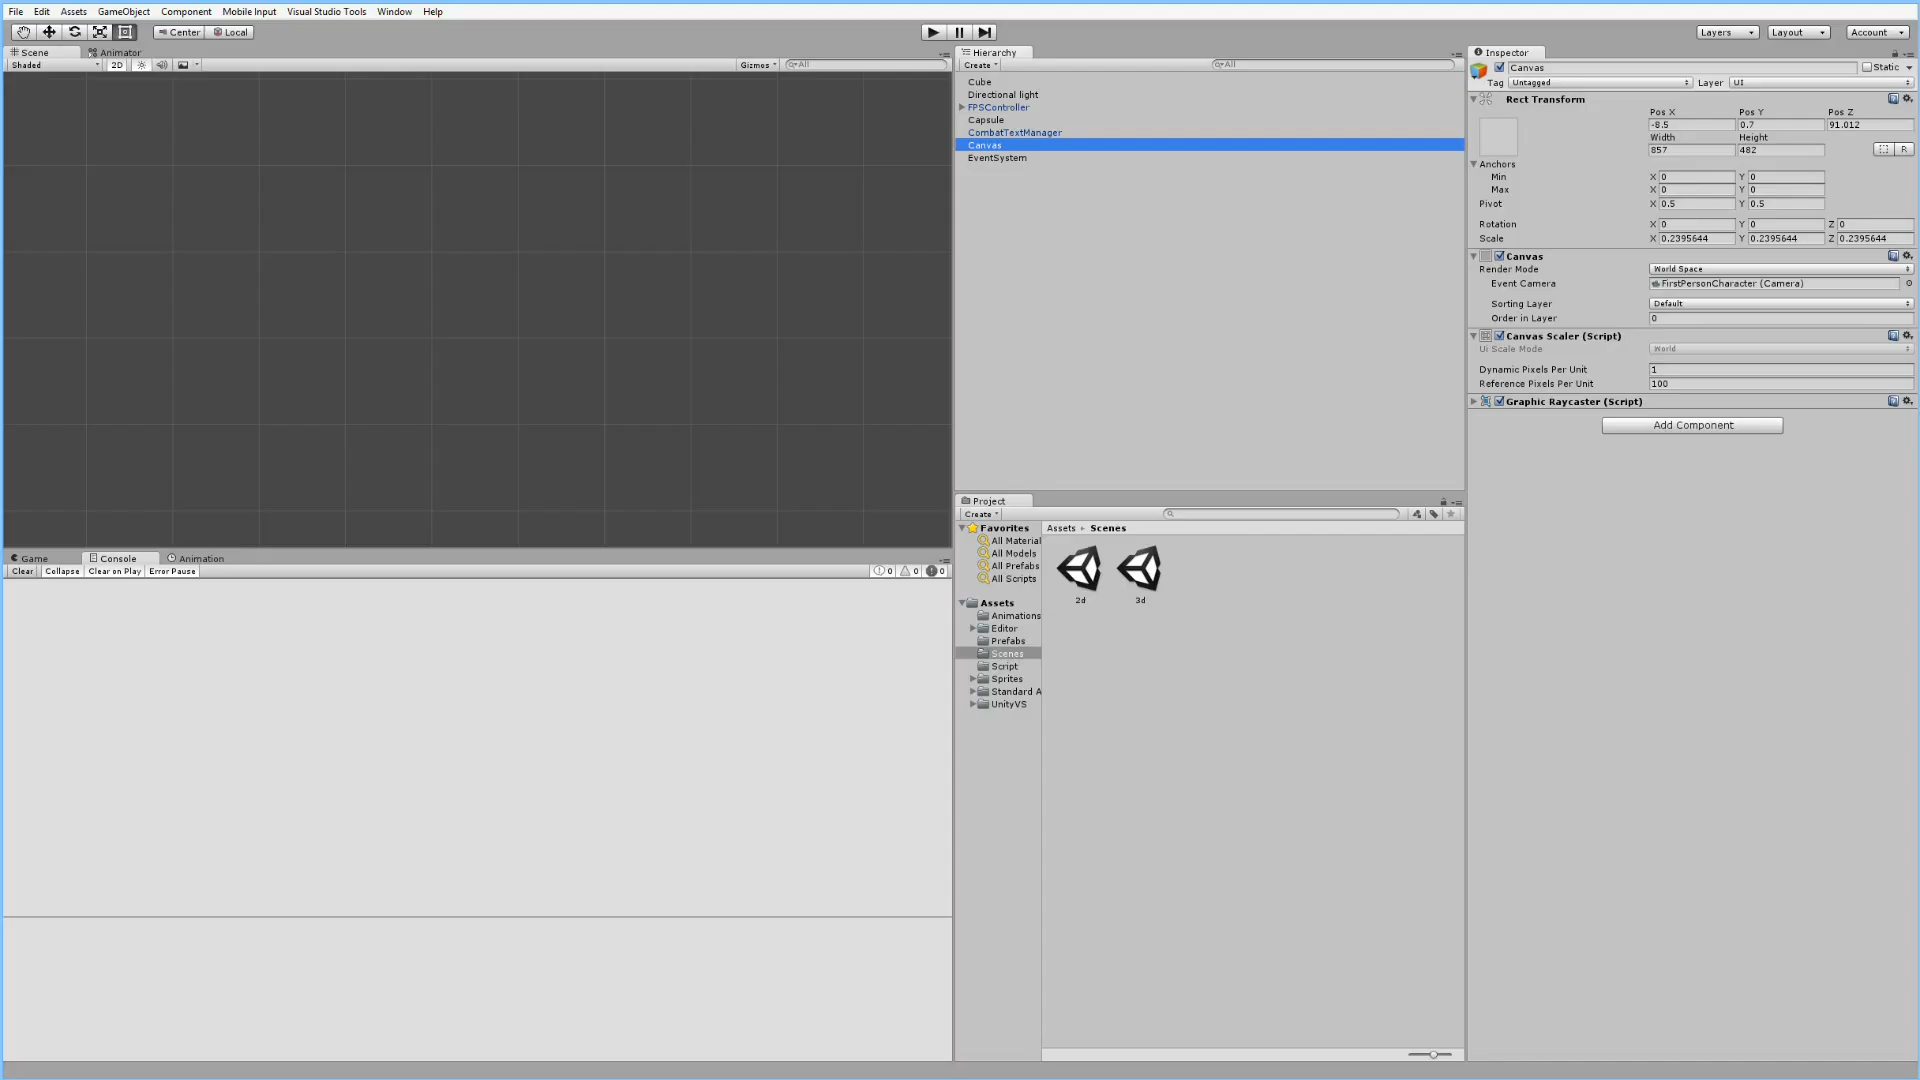 File Edit Assets GameObject Component Mobile Input Visual Studio Tools Window Help
Center Local
Layers Layout Account
Scene Animator
Shaded 2D Gizmos All
Hierarchy
Create All
Cube
Directional light
FPSController
Capsule
CombatTextManager
Canvas
EventSystem
Inspector
Canvas Static
Tag Untagged Layer UI
Rect Transform
Pos X Pos Y Pos Z
-8.5 0.7 91.012
Width Height
857 482 R
Anchors
Min X 0 Y 0
Max X 0 Y 0
Pivot X 0.5 Y 0.5
Rotation X 0 Y 0 Z 0
Scale X 0.2395644 Y 0.2395644 Z 0.2395644
Canvas
Render Mode World Space
Event Camera FirstPersonCharacter (Camera)
Sorting Layer Default
Order in Layer 0
Canvas Scaler (Script)
Ui Scale Mode World
Dynamic Pixels Per Unit 1
Reference Pixels Per Unit 100
Graphic Raycaster (Script)
Add Component
Project
Create
Favorites
All Material
All Models
All Prefabs
All Scripts
Assets
Animations
Editor
Prefabs
Scenes
Script
Sprites
Standard A
UnityVS
Assets Scenes
2d 3d
Game Console Animation
Clear Collapse Clear on Play Error Pause 0 0 0